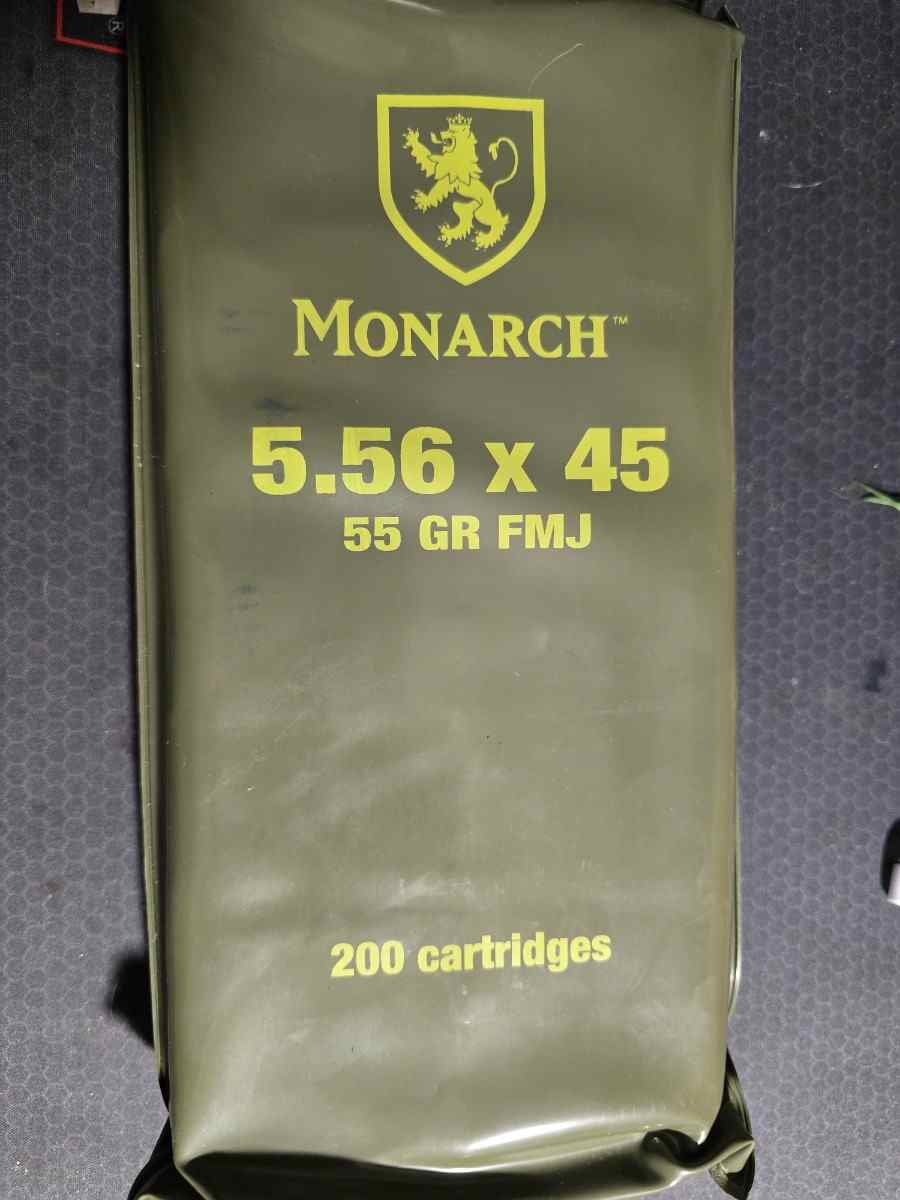 ®
MONARCH™
5.56 x 45
55 GR FMJ
200 cartridges